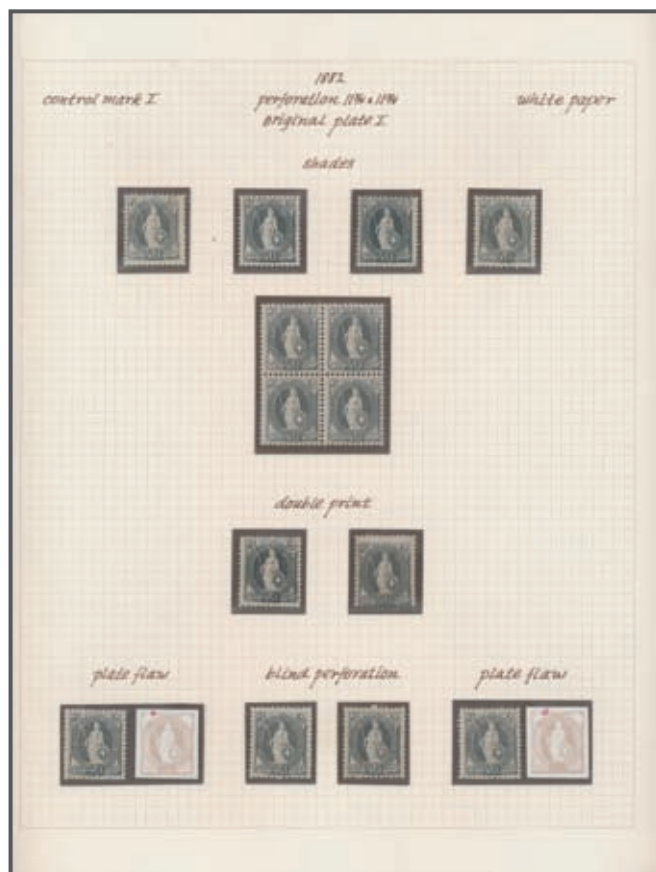 1882
control mark I perforation 11¾ x 11¾ white paper
original plate I
shades
double print
plate flaw blind perforation plate flaw